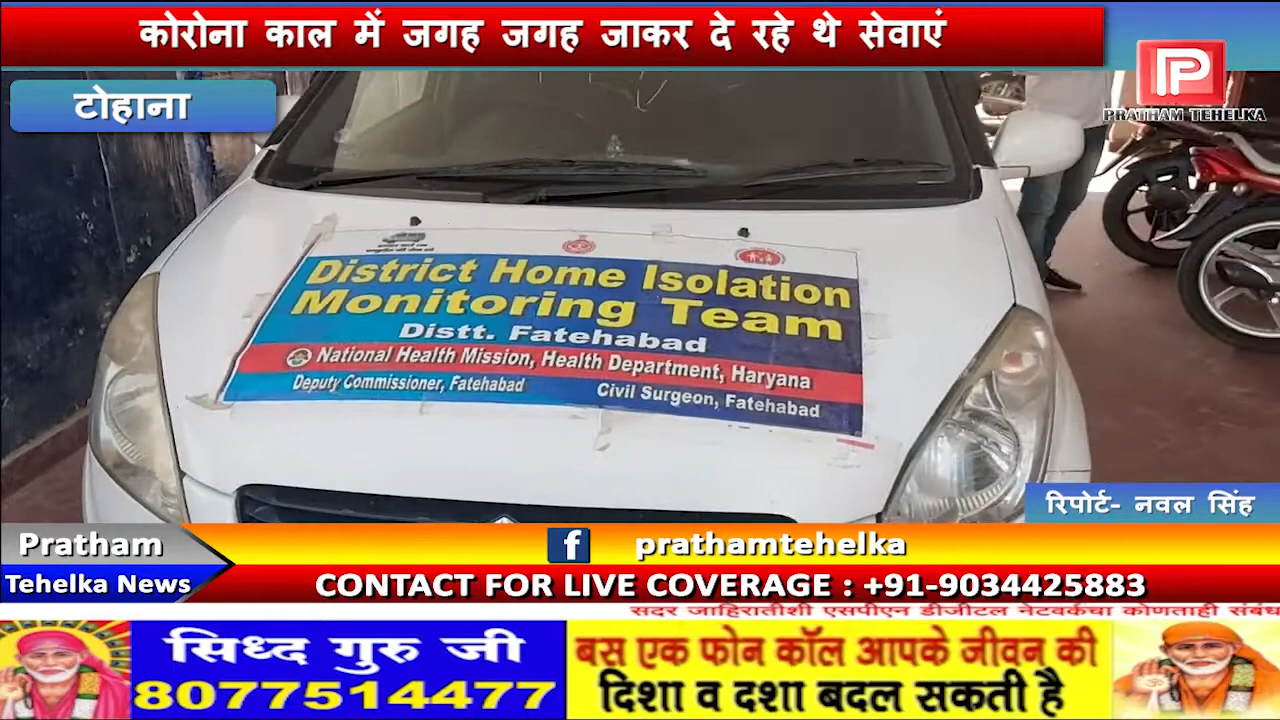 कोरोना काल में जगह जगह जाकर दे रहे थे सेवाएं
टोहाना
PRATHAM TEHELKA
District Home Isolation
Monitoring Team
Distt. Fatehabad
National Health Mission, Health Department, Haryana
Deputy Commissioner, Fatehabad
Civil Surgeon, Fatehabad
रिपोर्ट- नवल सिंह
Pratham
Tehelka News
f prathamtehelka
CONTACT FOR LIVE COVERAGE : +91-9034425883
सदर जाहिरातीशी एसपीएन डीजीटल नेटवर्कचा कोणताही संबंध
सिध्द गुरु जी
8077514477
बस एक फोन कॉल आपके जीवन की
दिशा व दशा बदल सकती है